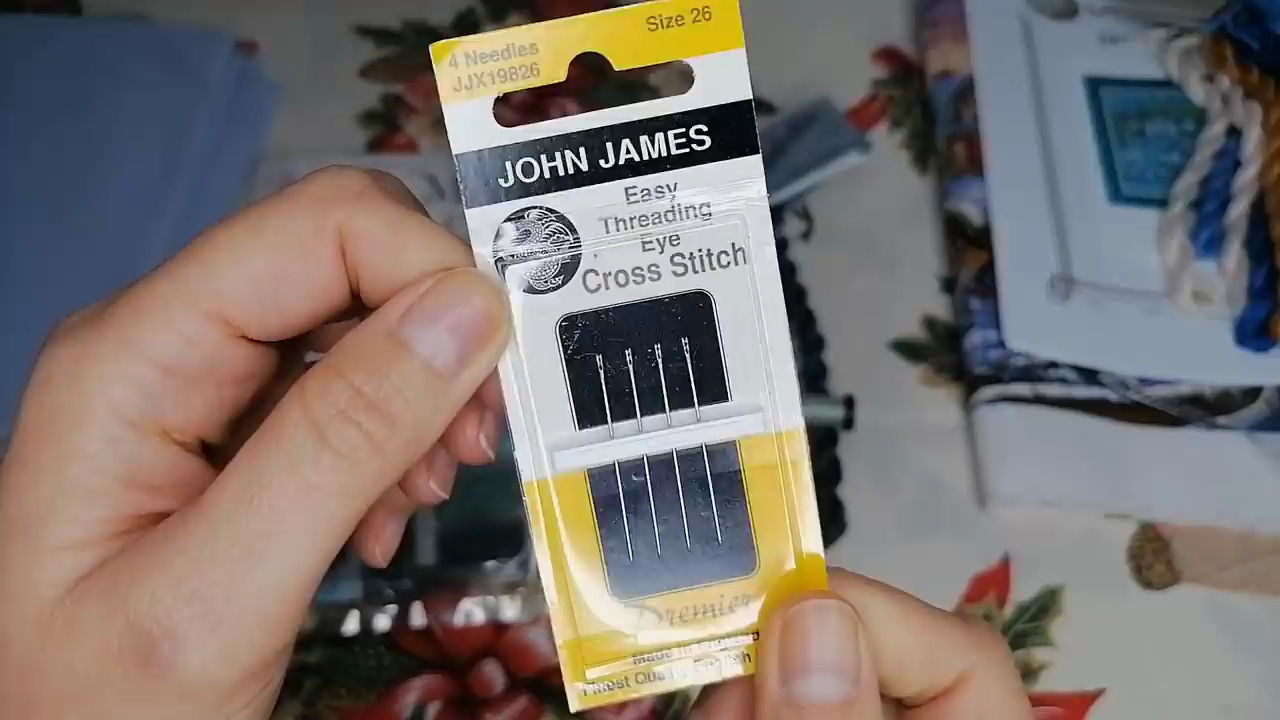 Size 26
4 Needles
JJX19826
JOHN JAMES
Easy
Threading
Eye
Cross Stitch
Premier
Made in England
Finest Quality English